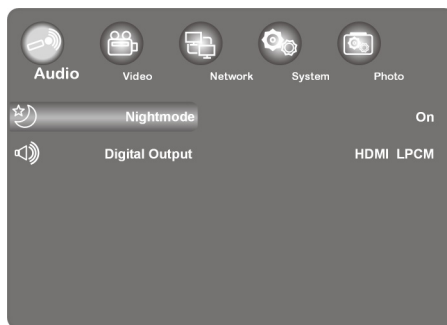 Audio Video Network System Photo
Nightmode On
Digital Output HDMI LPCM